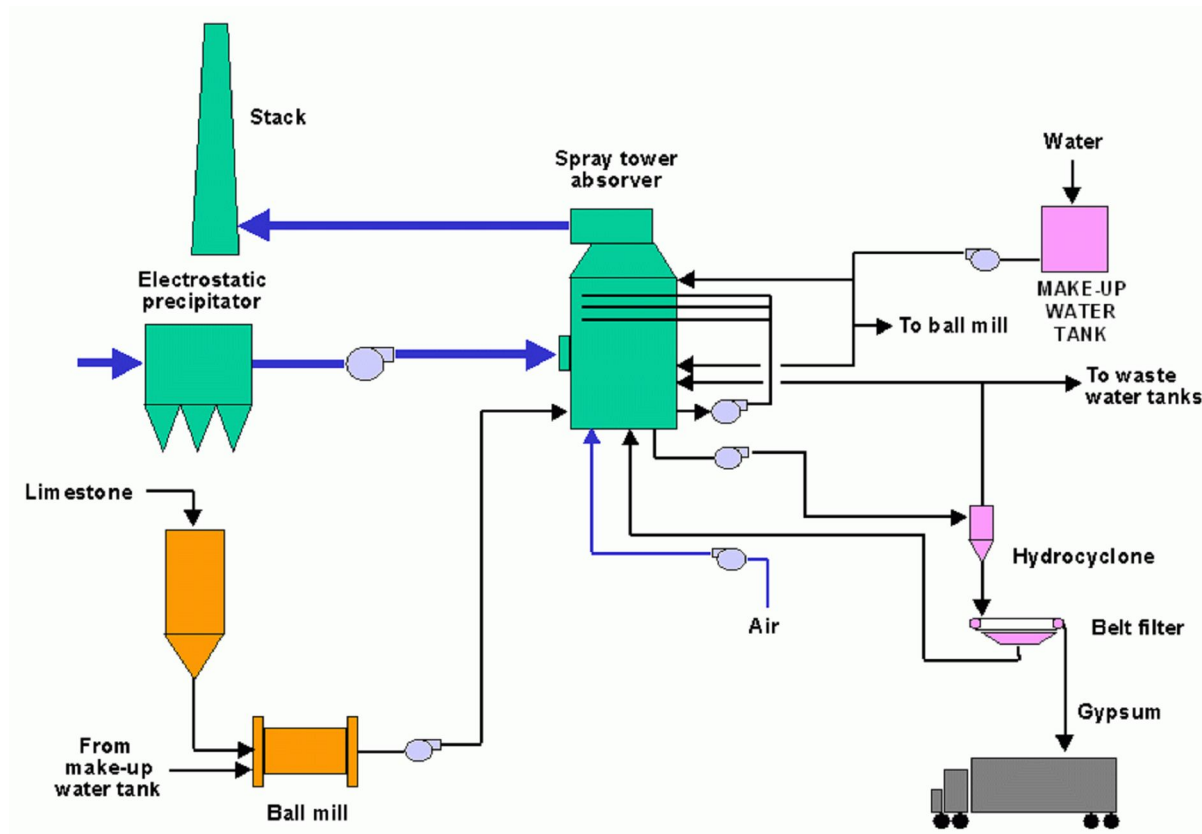 Stack
Spray tower
absorver
Water
Electrostatic
precipitator
MAKE-UP
WATER
TANK
To ball mill
To waste
water tanks
Limestone
Hydrocyclone
Air
Belt filter
Gypsum
From
make-up
water tank
Ball mill